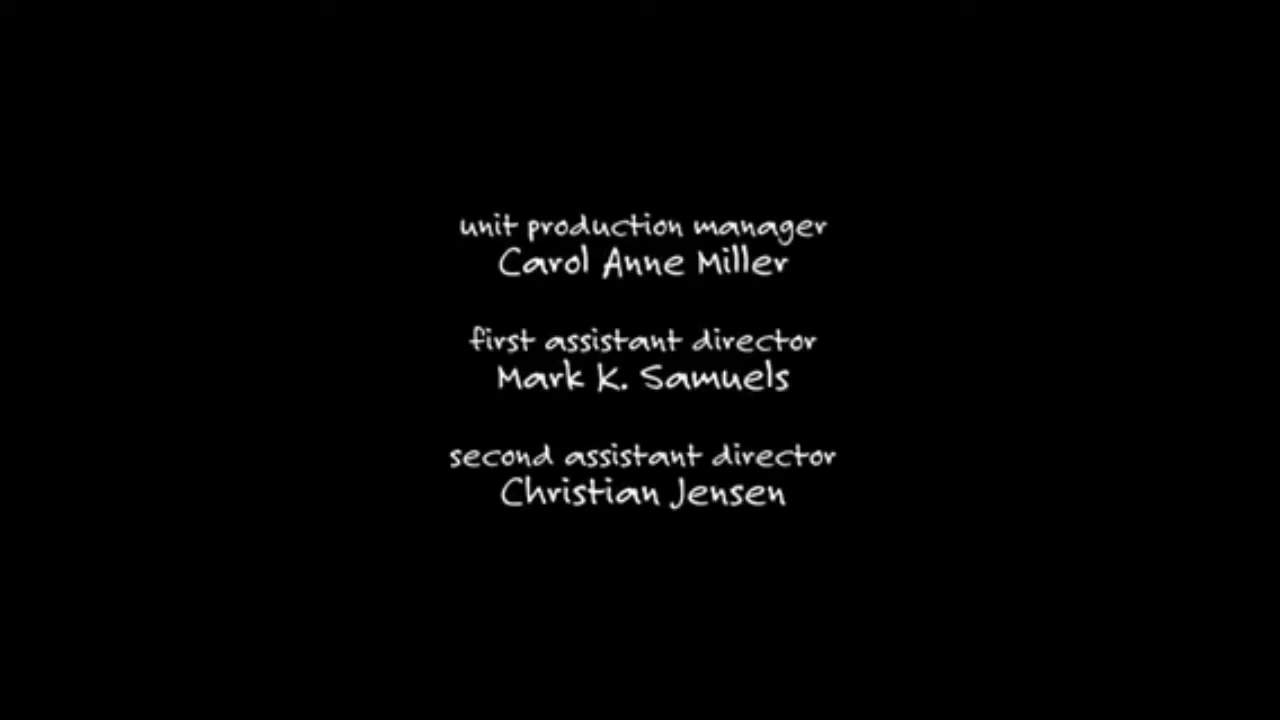 unit production manager
Carol Anne Miller
first assistant director
Mark K. Samuels
second assistant director
Christian Jensen